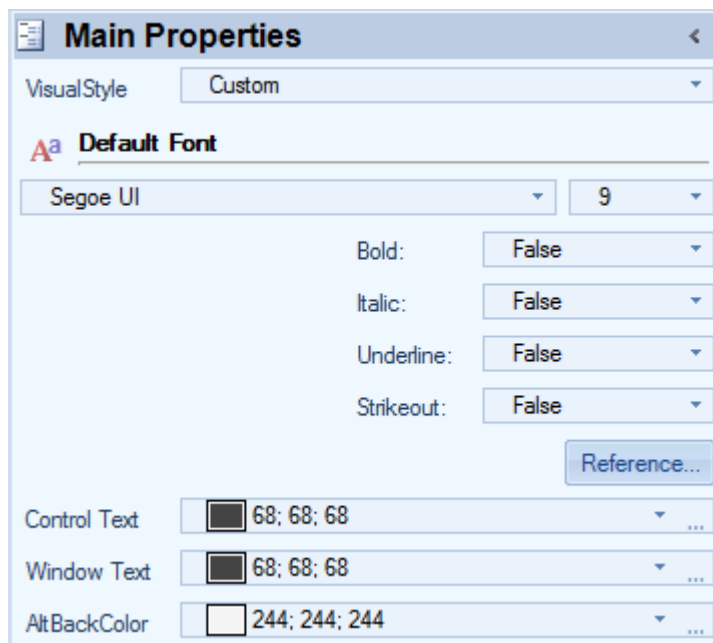 Main Properties
VisualStyle Custom
Aa Default Font
Segoe UI 9
Bold: False
Italic: False
Underline: False
Strikeout: False
Reference...
Control Text 68; 68; 68 ...
Window Text 68; 68; 68 ...
AltBackColor 244; 244; 244 ...